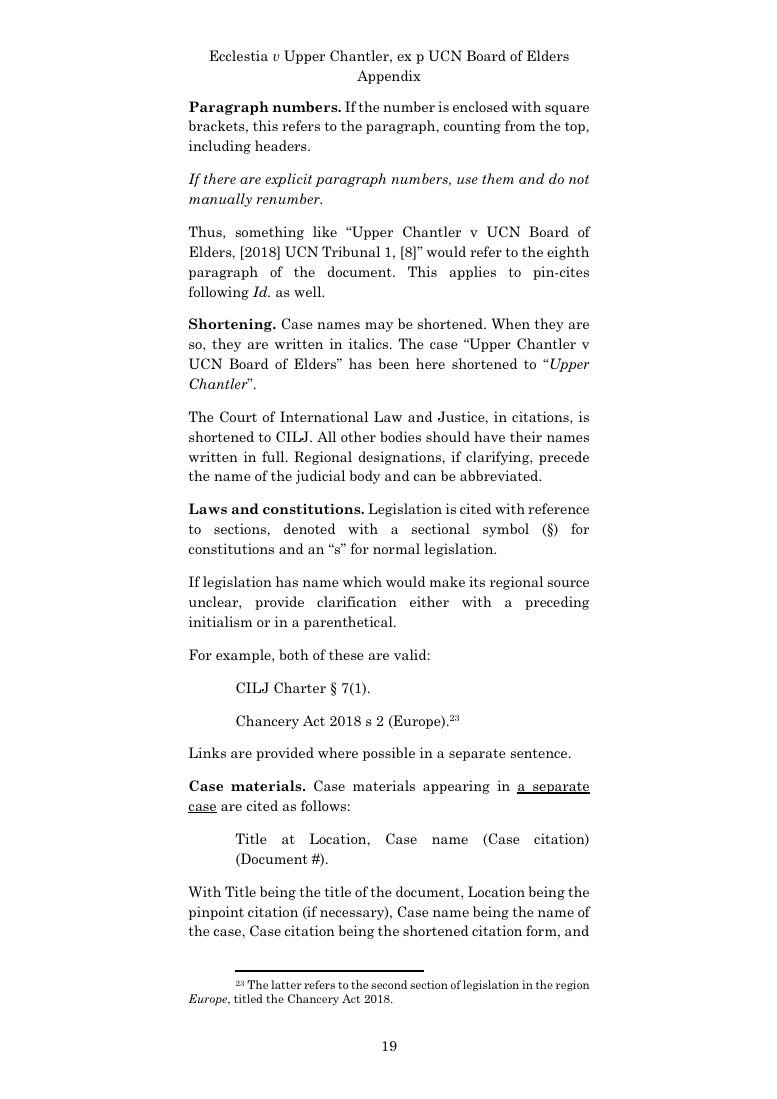 Ecclestia v Upper Chantler, ex p UCN Board of Elders
Appendix
Paragraph numbers. If the number is enclosed with square
brackets, this refers to the paragraph, counting from the top,
including headers.
If there are explicit paragraph numbers, use them and do not
manually renumber.
Thus, something like “Upper Chantler v UCN Board of
Elders, [2018] UCN Tribunal 1, [8]” would refer to the eighth
paragraph of the document. This applies to pin-cites
following Id. as well.
Shortening. Case names may be shortened. When they are
so, they are written in italics. The case “Upper Chantler v
UCN Board of Elders” has been here shortened to “Upper
Chantler”.
The Court of International Law and Justice, in citations, is
shortened to CILJ. All other bodies should have their names
written in full. Regional designations, if clarifying, precede
the name of the judicial body and can be abbreviated.
Laws and constitutions. Legislation is cited with reference
to sections, denoted with a sectional symbol (§) for
constitutions and an “s” for normal legislation.
If legislation has name which would make its regional source
unclear, provide clarification either with a preceding
initialism or in a parenthetical.
For example, both of these are valid:
CILJ Charter § 7(1).
Chancery Act 2018 s 2 (Europe).²³
Links are provided where possible in a separate sentence.
Case materials. Case materials appearing in a separate
case are cited as follows:
Title at Location, Case name (Case citation)
(Document #).
With Title being the title of the document, Location being the
pinpoint citation (if necessary), Case name being the name of
the case, Case citation being the shortened citation form, and
²³ The latter refers to the second section of legislation in the region
Europe, titled the Chancery Act 2018.
19